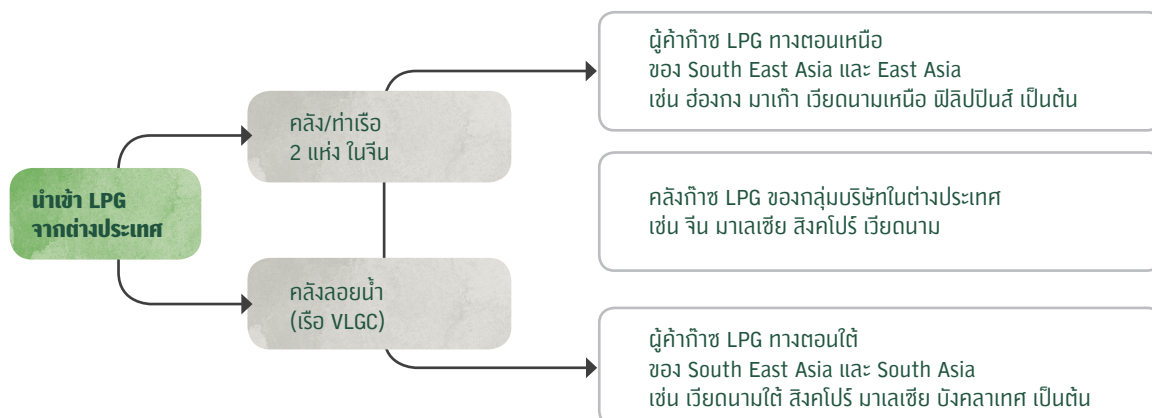 นำเข้า LPG
จากต่างประเทศ
คลัง/ท่าเรือ
2 แห่ง ในจีน
คลังลอยน้ำ
(เรือ VLGC)
ผู้ค้าก๊าซ LPG ทางตอนเหนือ
ของ South East Asia และ East Asia
เช่น ฮ่องกง มาเก๊า เวียดนามเหนือ ฟิลิปปินส์ เป็นต้น
คลังก๊าซ LPG ของกลุ่มบริษัทในต่างประเทศ
เช่น จีน มาเลเซีย สิงคโปร์ เวียดนาม
ผู้ค้าก๊าซ LPG ทางตอนใต้
ของ South East Asia และ South Asia
เช่น เวียดนามใต้ สิงคโปร์ มาเลเซีย บังคลาเทศ เป็นต้น